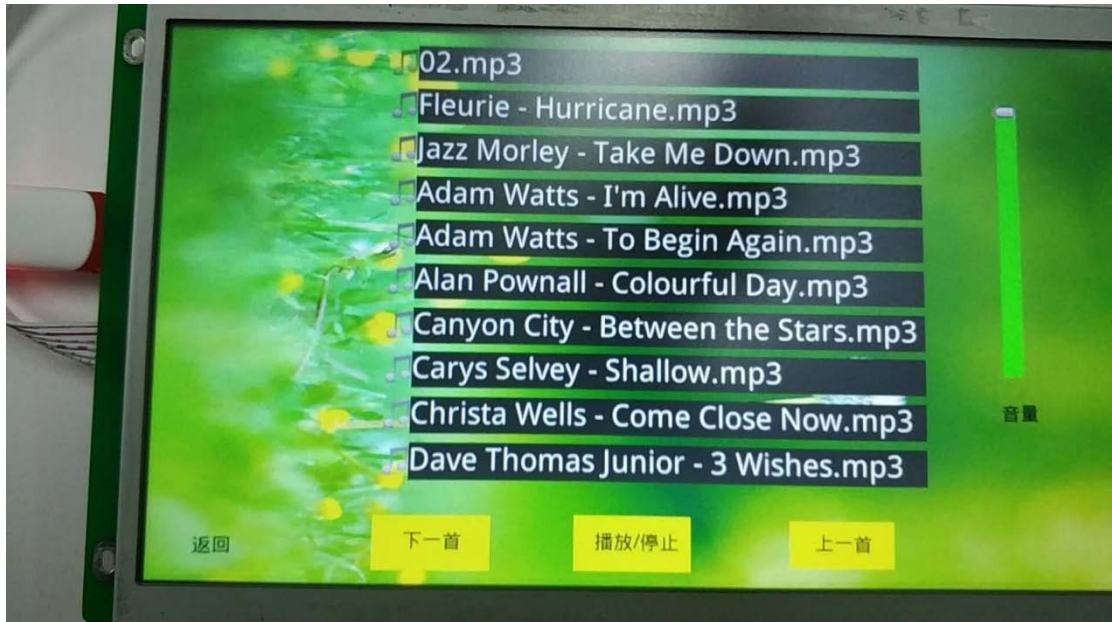 02.mp3
Fleurie - Hurricane.mp3
Jazz Morley - Take Me Down.mp3
Adam Watts - I'm Alive.mp3
Adam Watts - To Begin Again.mp3
Alan Pownall - Colourful Day.mp3
Canyon City - Between the Stars.mp3
Carys Selvey - Shallow.mp3
Christa Wells - Come Close Now.mp3
Dave Thomas Junior - 3 Wishes.mp3
音量
返回
下一首
播放/停止
上一首